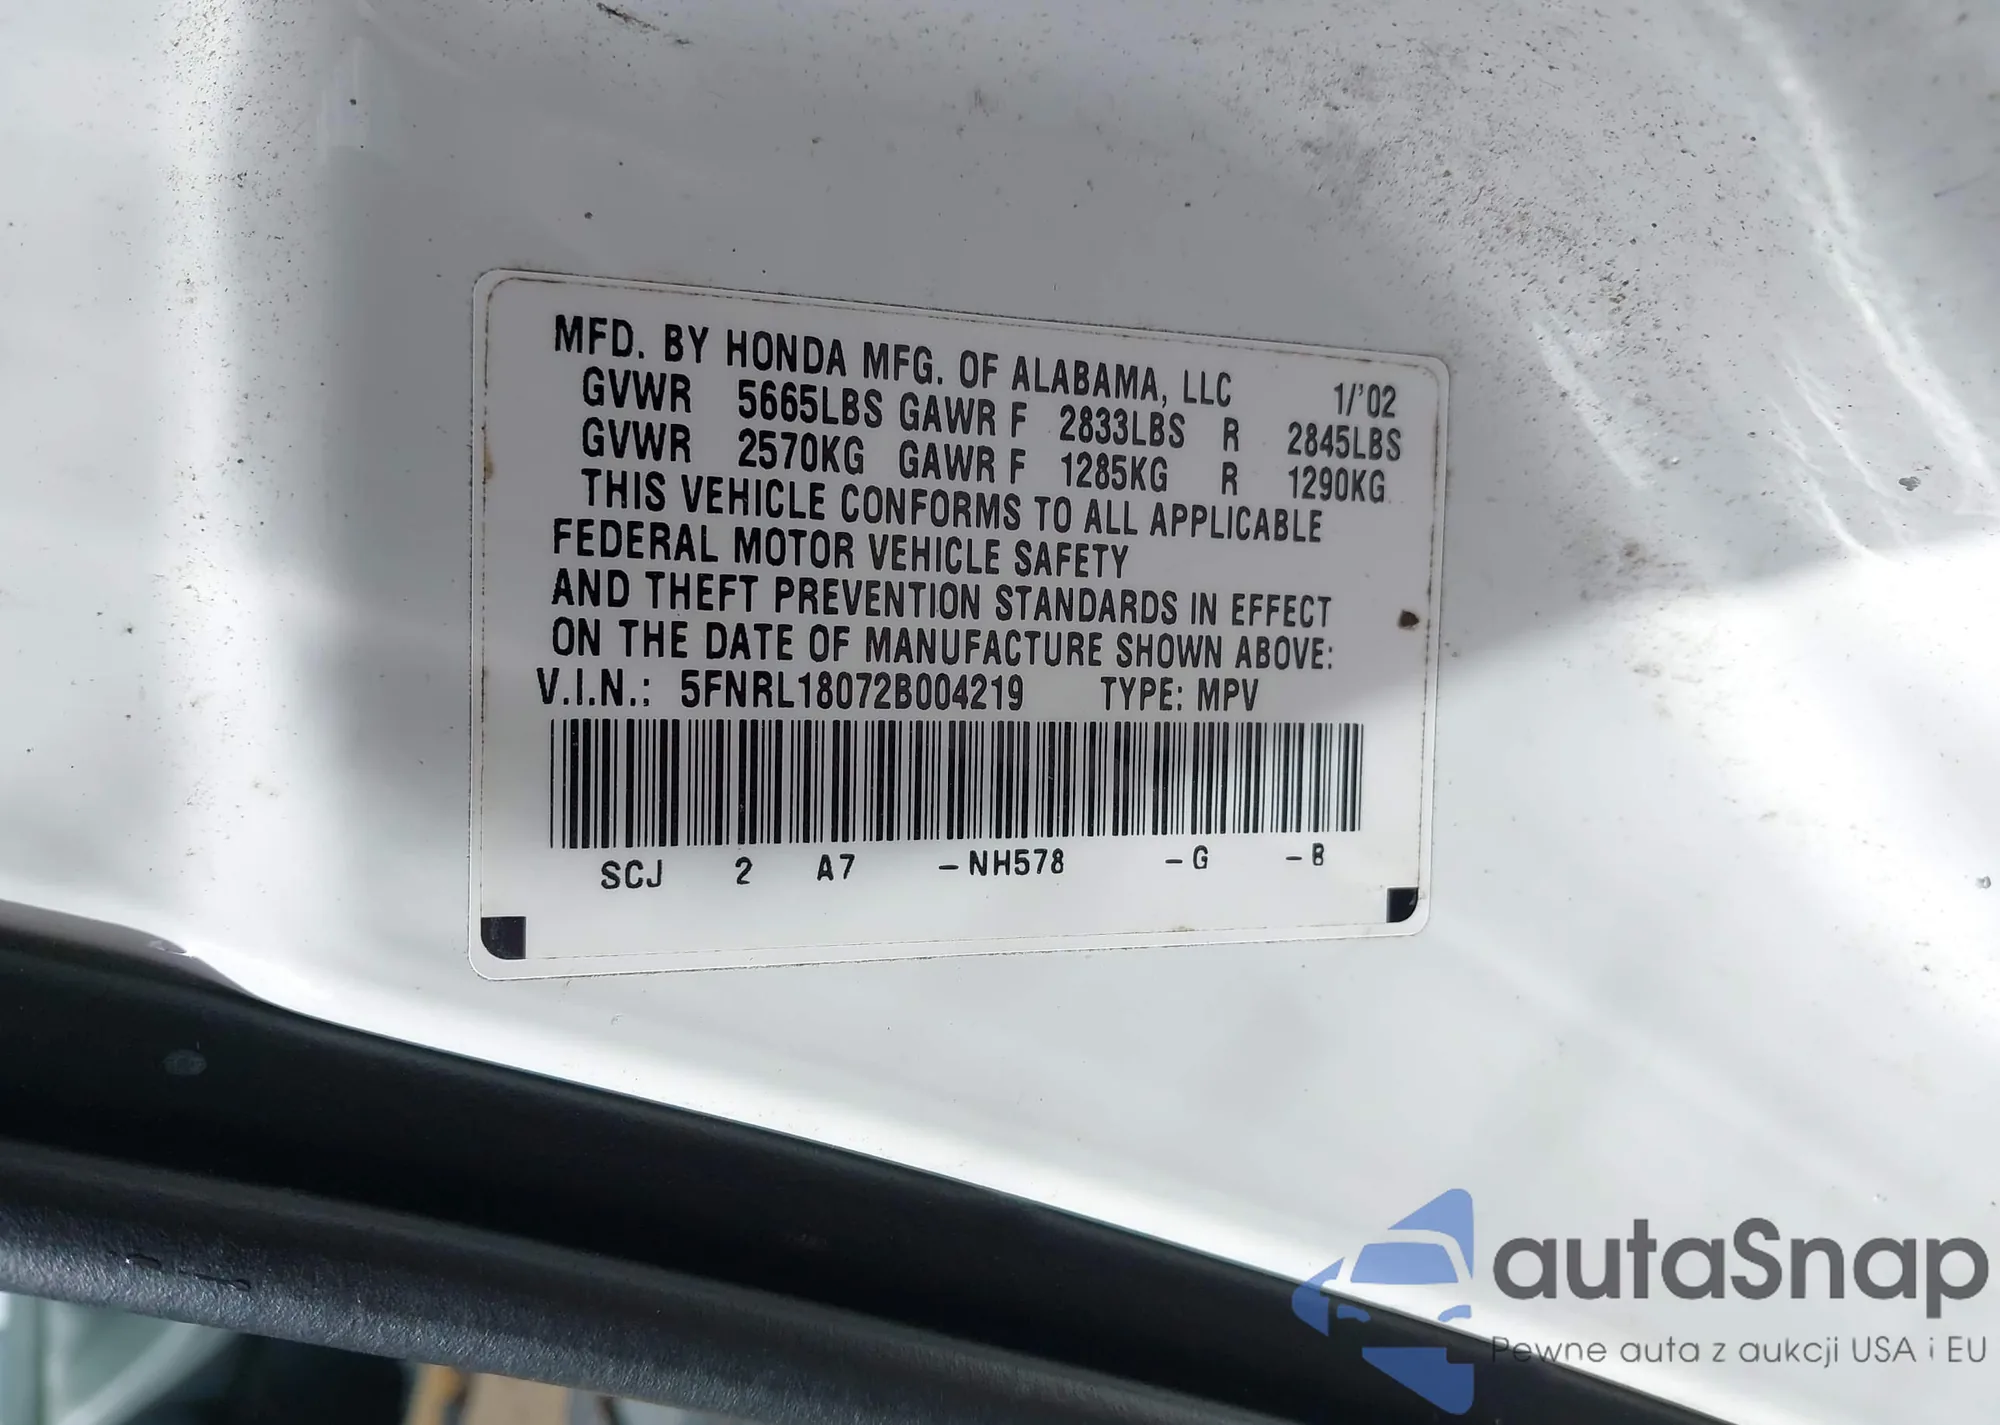 MFD. BY HONDA MFG. OF ALABAMA, LLC 1/'02
GVWR 5665LBS GAWR F 2833LBS R 2845LBS
GVWR 2570KG GAWR F 1285KG R 1290KG
THIS VEHICLE CONFORMS TO ALL APPLICABLE
FEDERAL MOTOR VEHICLE SAFETY
AND THEFT PREVENTION STANDARDS IN EFFECT
ON THE DATE OF MANUFACTURE SHOWN ABOVE:
V.I.N.: 5FNRL18072B004219 TYPE: MPV
SCJ 2 A7 -NH578 -G -B
autaSnap
Pewne auta z aukcji USA i EU